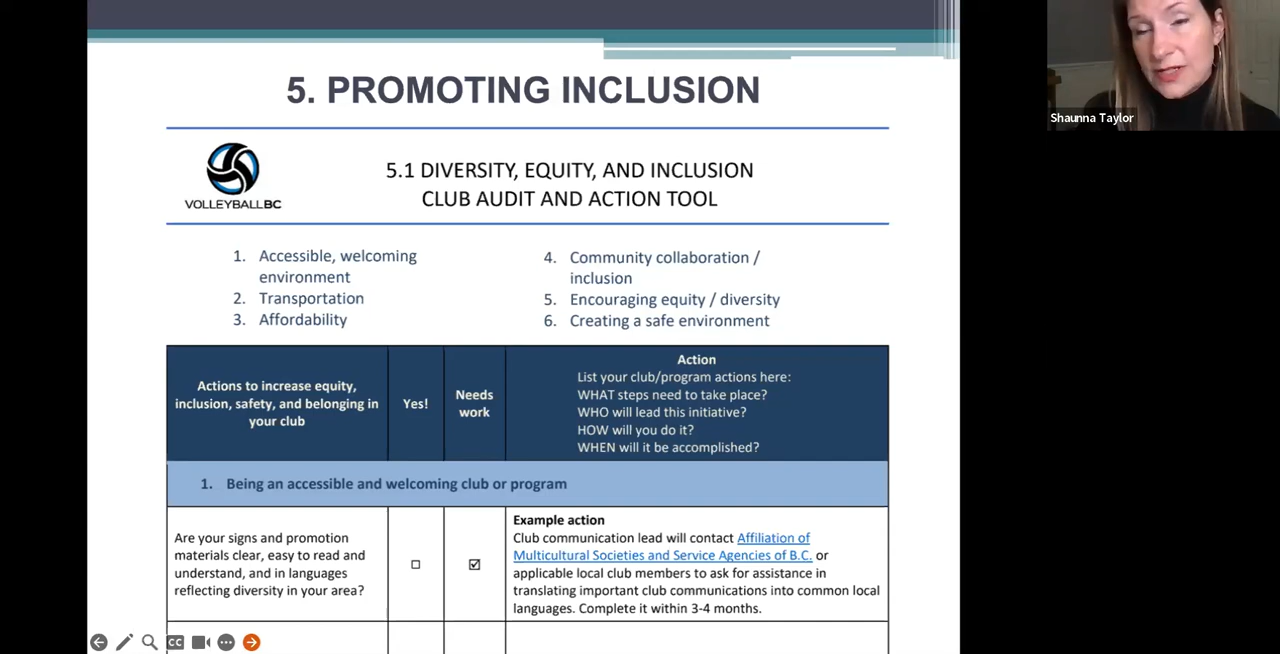 5. PROMOTING INCLUSION
Shaunna Taylor
VOLLEYBALLBC
5.1 DIVERSITY, EQUITY, AND INCLUSION
CLUB AUDIT AND ACTION TOOL
1. Accessible, welcoming
environment
2. Transportation
3. Affordability
4. Community collaboration /
inclusion
5. Encouraging equity / diversity
6. Creating a safe environment
Actions to increase equity,
inclusion, safety, and belonging in
your club
Yes!
Needs
work
Action
List your club/program actions here:
WHAT steps need to take place?
WHO will lead this initiative?
HOW will you do it?
WHEN will it be accomplished?
1. Being an accessible and welcoming club or program
Are your signs and promotion
materials clear, easy to read and
understand, and in languages
reflecting diversity in your area?
Example action
Club communication lead will contact Affiliation of
Multicultural Societies and Service Agencies of B.C. or
applicable local club members to ask for assistance in
translating important club communications into common local
languages. Complete it within 3-4 months.
CC